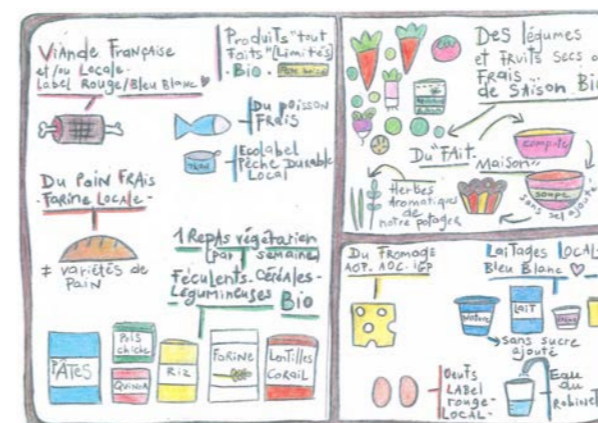 Viande Française
et/ou Locale.
Label Rouge/Bleu Blanc
Produits "tout
faits" (Limités)
. Bio .
Du poisson
Frais
Ecolabel
Pêche Durable
Local
Du Pain Frais
-Farine Locale-
≠ variétés de
Pain
1 Repas végétarien
(par semaine)
Féculents-Céréales-
Légumineuses Bio
PÂTES
Pois
chiche
Quinoa
Riz
Farine
Lentilles
Corail
Des légumes
et Fruits secs o
Frais...
de Saison. Bi
Du "Fait-
Maison"
compote
soupe
sans sel ajouté
Herbes
Aromatiques
de
notre potager
Du Fromage
AOP. AOC. IGP
Laitages Local
Bleu Blanc
Nature
Lait
sans sucre
ajouté
Oeufs
Label
rouge-
LOCAL-
Eau
du
Robinet